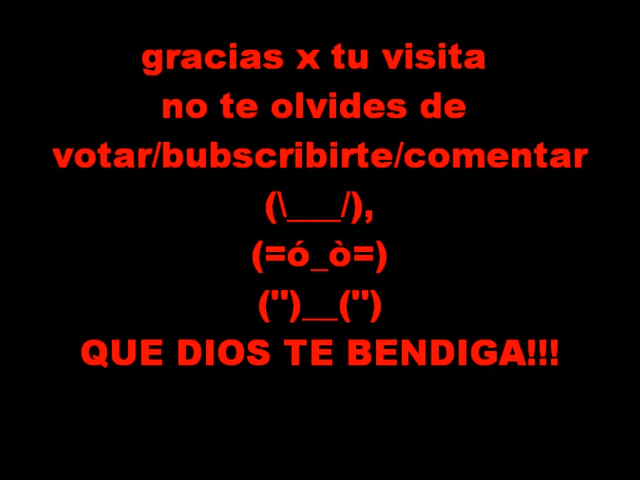 gracias x tu visita
no te olvides de
votar/bubscribirte/comentar
(\___/),
(=ó_ò=)
(")__(")
QUE DIOS TE BENDIGA!!!